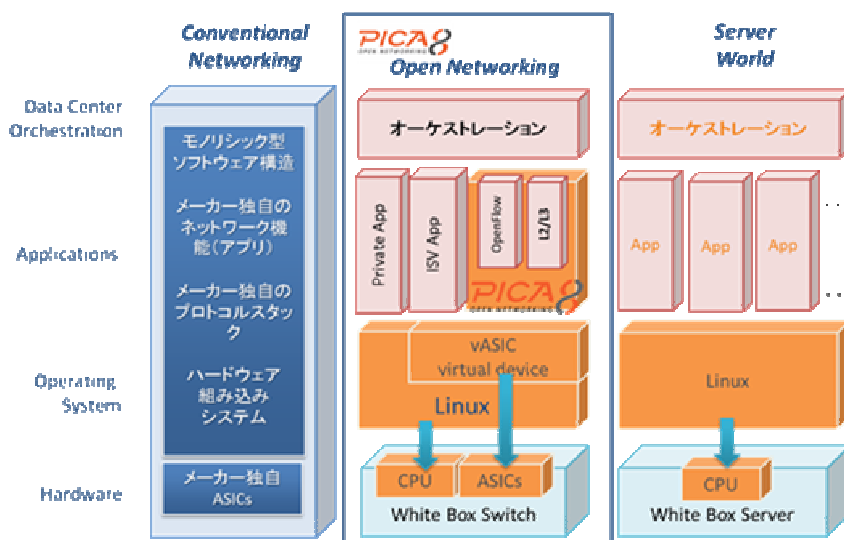 Conventional
Networking
PICA8
OPEN NETWORKING
Open Networking
Server
World
Data Center
Orchestration
Applications
Operating
System
Hardware
モノリシック型
ソフトウェア構造
メーカー独自の
ネットワーク機
能(アプリ)
メーカー独自の
プロトコルスタッ
ク
ハードウェア
組み込み
システム
メーカー独自
ASICs
オーケストレーション
Private App
ISV App
OpenFlow
L2/L3
PICA8
OPEN NETWORKING
vASIC
virtual device
Linux
CPU
ASICs
White Box Switch
オーケストレーション
App
App
App
..
..
Linux
CPU
White Box Server